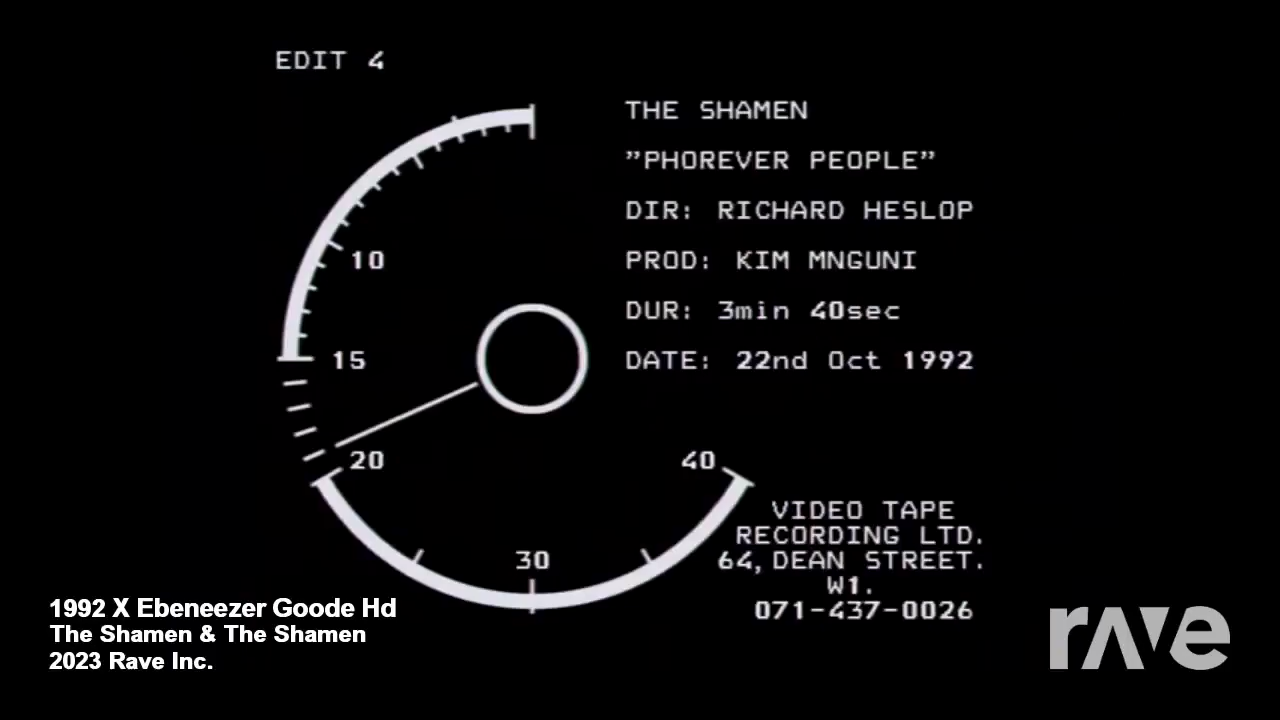 EDIT 4
THE SHAMEN
"PHOREVER PEOPLE"
DIR: RICHARD HESLOP
PROD: KIM MNGUNI
DUR: 3min 40sec
DATE: 22nd Oct 1992
10
15
20
30
40
VIDEO TAPE
RECORDING LTD.
64, DEAN STREET.
W1.
071-437-0026
1992 X Ebeneezer Goode Hd
The Shamen & The Shamen
2023 Rave Inc.
rave